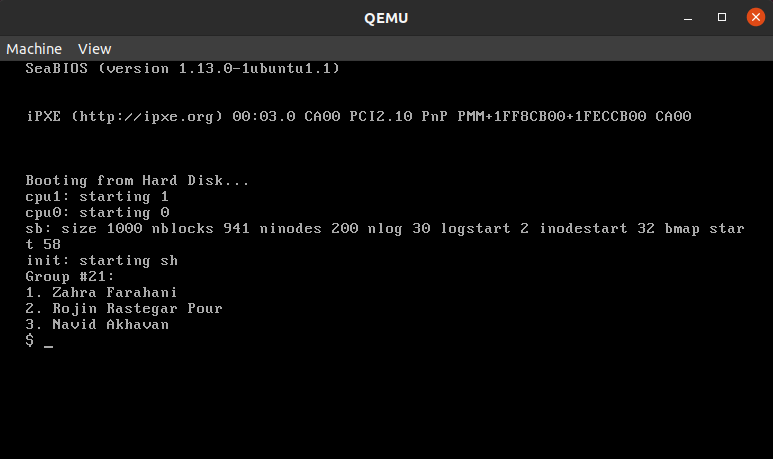 QEMU
Machine View
SeaBIOS (version 1.13.0-1ubuntu1.1)
iPXE (http://ipxe.org) 00:03.0 CA00 PCI2.10 PnP PMM+1FF8CB00+1FECCB00 CA00
Booting from Hard Disk...
cpu1: starting 1
cpu0: starting 0
sb: size 1000 nblocks 941 ninodes 200 nlog 30 logstart 2 inodestart 32 bmap star
t 58
init: starting sh
Group #21:
1. Zahra Farahani
2. Rojin Rastegar Pour
3. Navid Akhavan
$ _